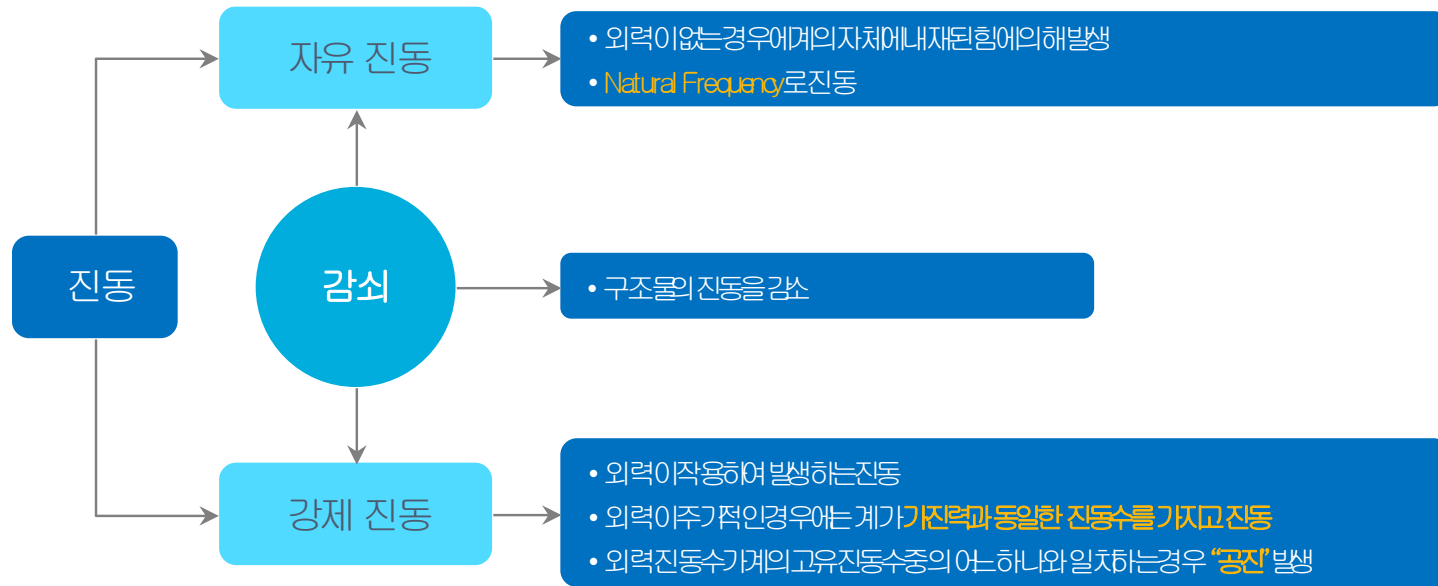 자유 진동
• 외력이 없는 경우에 계의 자체에 내재된 힘에 의해 발생
• Natural Frequency로 진동
진동
감쇠
• 구조물의 진동을 감소
강제 진동
• 외력이 작용하여 발생하는 진동
• 외력이 주기적인 경우에는 계가 가진력과 동일한 진동수를 가지고 진동
• 외력 진동수가 계의 고유진동수 중의 어느 하나와 일치하는 경우 “공진” 발생